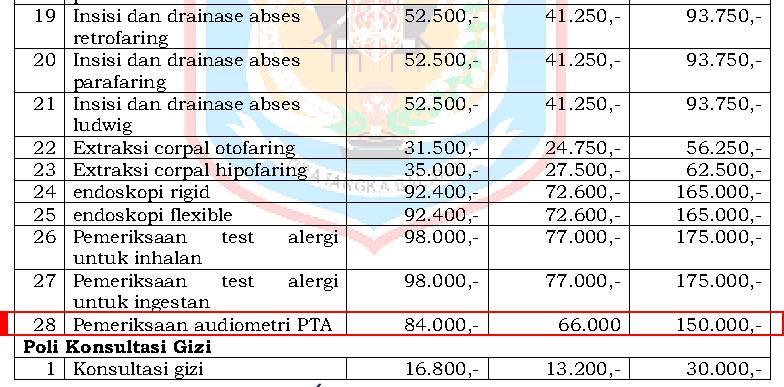 19 Insisi dan drainase abses 52.500,- 41.250,- 93.750,-
retrofaring
20 Insisi dan drainase abses 52.500,- 41.250,- 93.750,-
parafaring
21 Insisi dan drainase abses 52.500,- 41.250,- 93.750,-
ludwig
22 Extraksi corpal otofaring 31.500,- 24.750,- 56.250,-
23 Extraksi corpal hipofaring 35.000,- 27.500,- 62.500,-
24 endoskopi rigid 92.400,- 72.600,- 165.000,-
25 endoskopi flexible 92.400,- 72.600,- 165.000,-
26 Pemeriksaan test alergi 98.000,- 77.000,- 175.000,-
untuk inhalan
27 Pemeriksaan test alergi 98.000,- 77.000,- 175.000,-
untuk ingestan
28 Pemeriksaan audiometri PTA 84.000,- 66.000 150.000,-
Poli Konsultasi Gizi
1 Konsultasi gizi 16.800,- 13.200,- 30.000,-